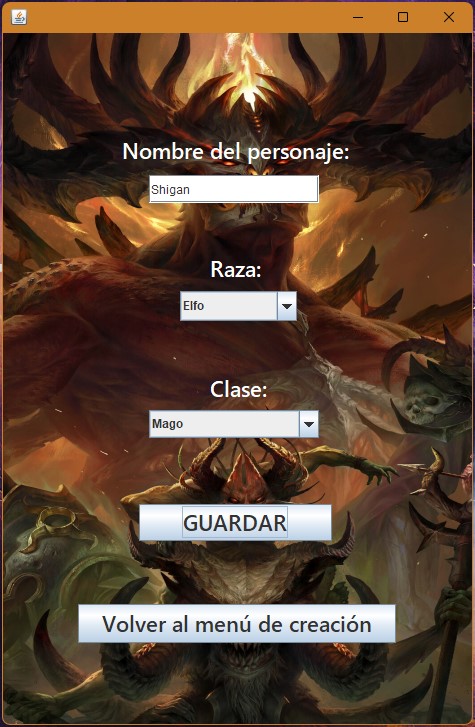 Nombre del personaje:
Shigan
Raza:
Elfo
Clase:
Mago
GUARDAR
Volver al menú de creación